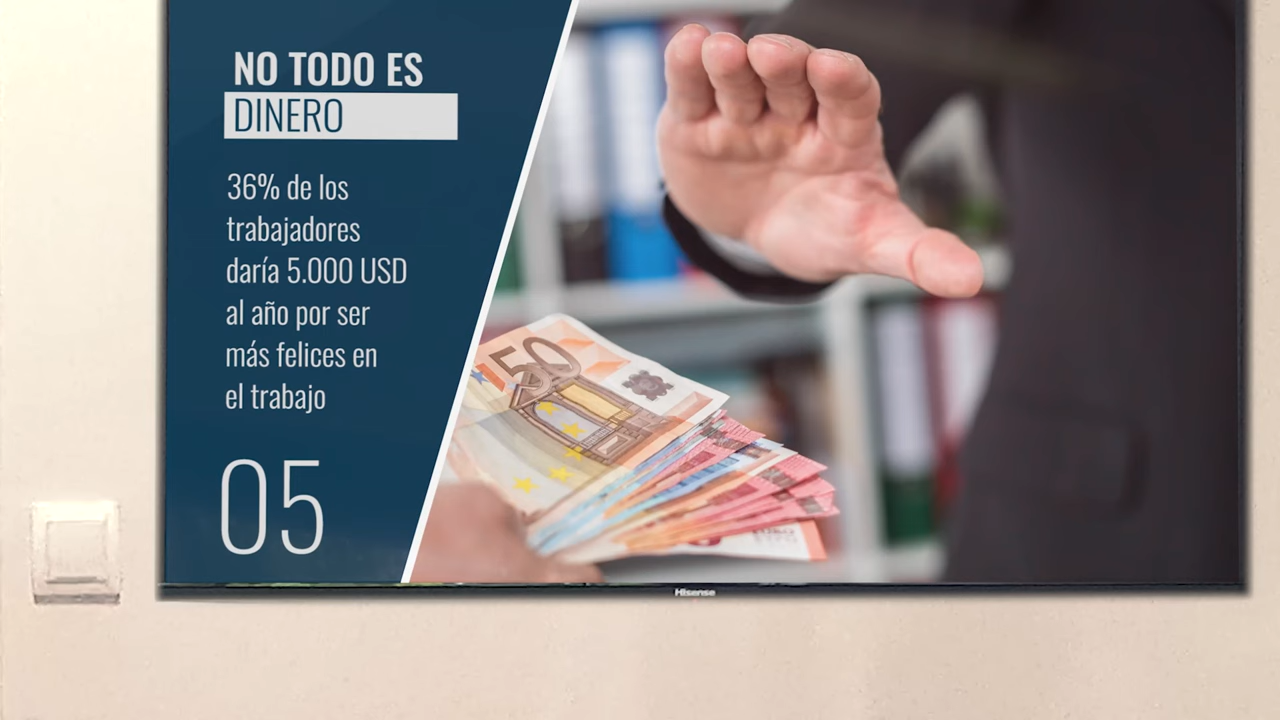 NO TODO ES
DINERO
36% de los
trabajadores
daría 5.000 USD
al año por ser
más felices en
el trabajo
05
50
Hisense